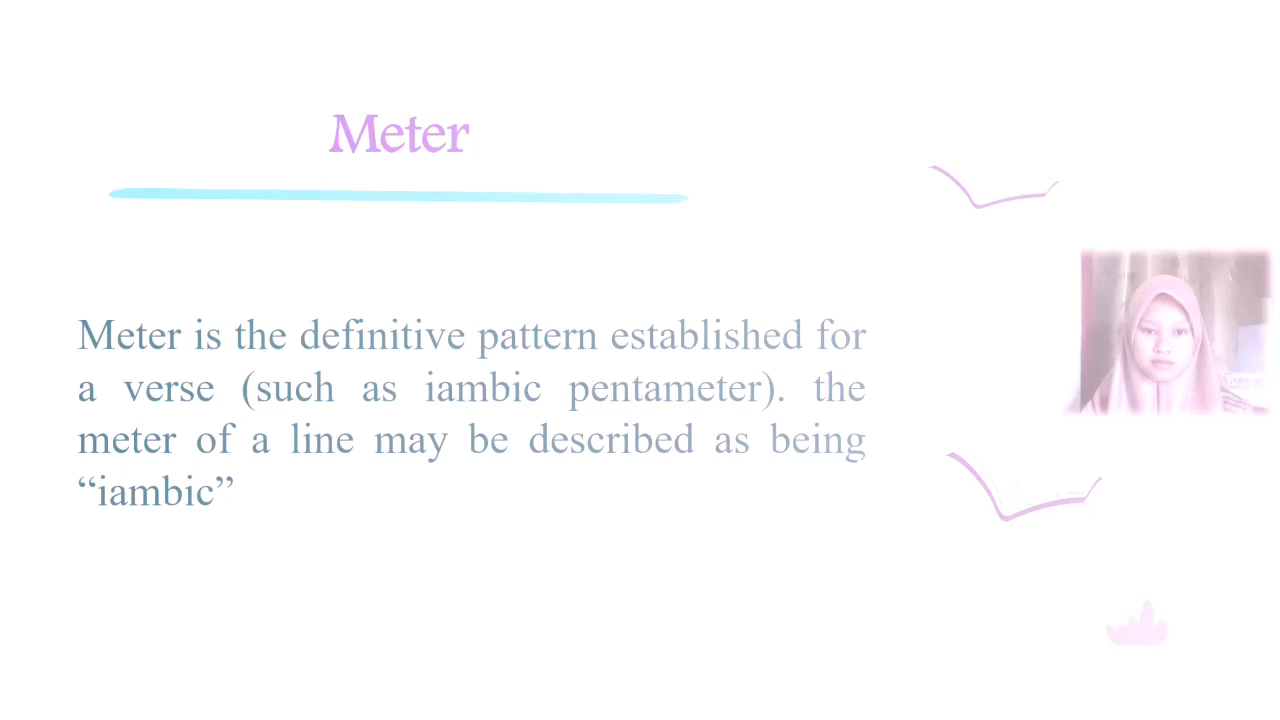 Meter
Meter is the definitive pattern established for
a verse (such as iambic pentameter). the
meter of a line may be described as being
“iambic”